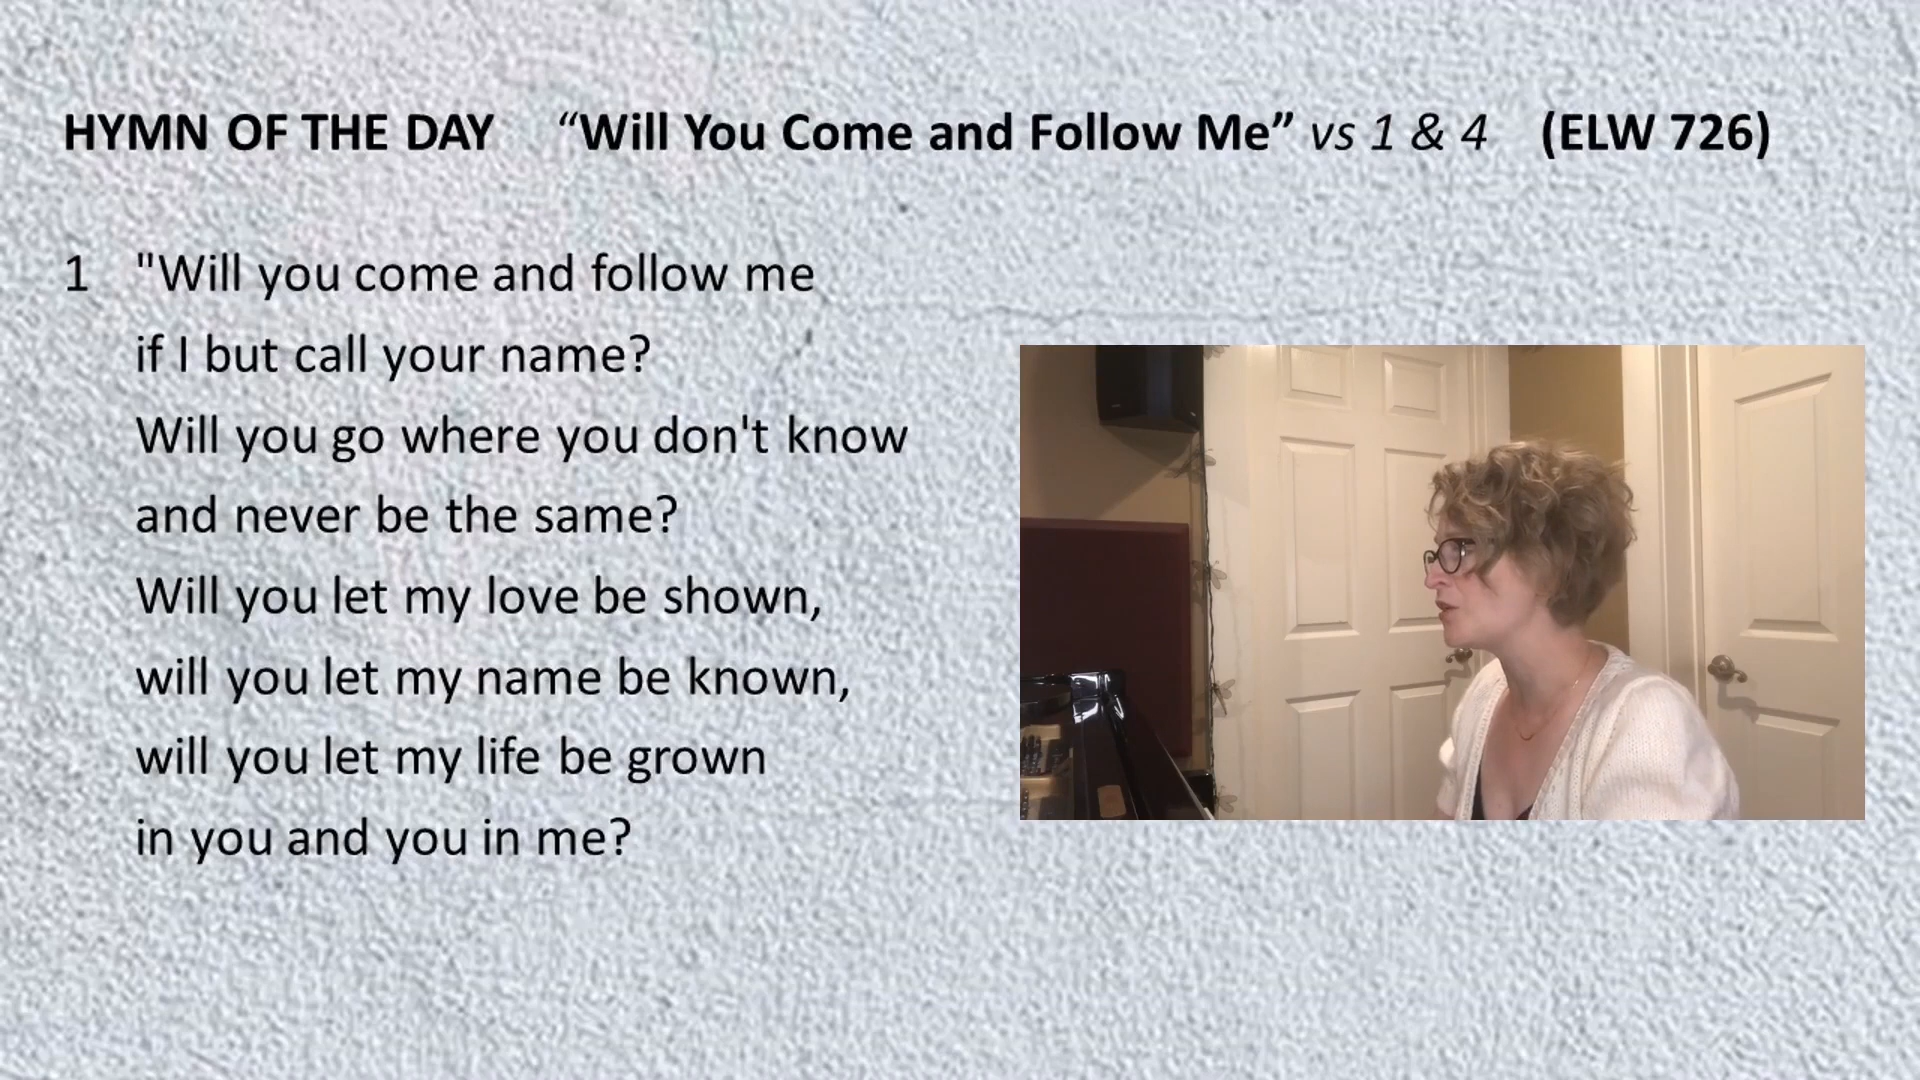 HYMN OF THE DAY “Will You Come and Follow Me” vs 1 & 4 (ELW 726)
1 "Will you come and follow me
if I but call your name?
Will you go where you don't know
and never be the same?
Will you let my love be shown,
will you let my name be known,
will you let my life be grown
in you and you in me?